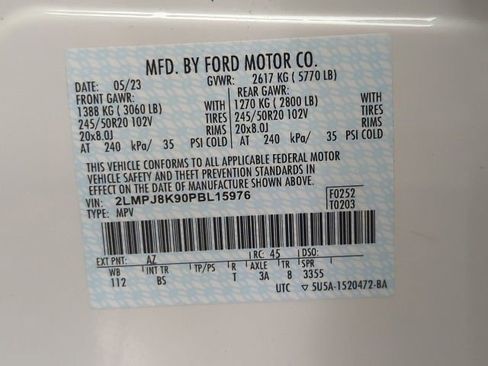 MFD. BY FORD MOTOR CO.
DATE: 05/23 GVWR: 2617 KG (5770 LB)
FRONT GAWR: REAR GAWR:
1388 KG (3060 LB) WITH 1270 KG (2800 LB) WITH
245/50R20 102V TIRES 245/50R20 102V TIRES
20x8.0J RIMS 20x8.0J RIMS
AT 240 kPa/ 35 PSI COLD AT 240 kPa/ 35 PSI COLD
THIS VEHICLE CONFORMS TO ALL APPLICABLE FEDERAL MOTOR
VEHICLE SAFETY AND THEFT PREVENTION STANDARDS
IN EFFECT ON THE DATE OF MANUFACTURE SHOWN ABOVE.
VIN: 2LMPJ8K90PBL15976 F0252
TYPE: MPV T0203
EXT PNT: AZ RC: 45 DSO:
WB INT TR TP/PS R AXLE TR SPR
112 BS T 3A 8 3355
UTC ▽ 5U5A-1520472-BA